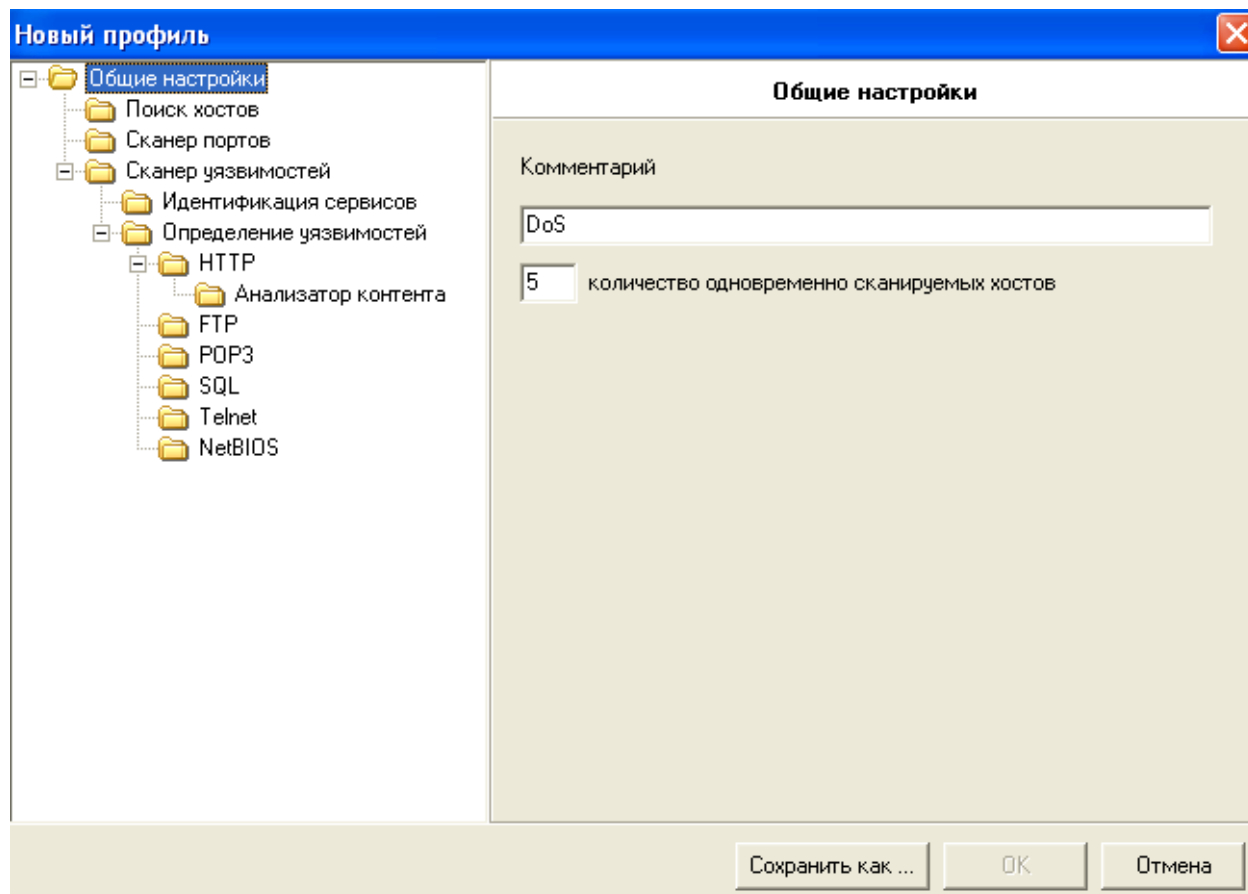 Новый профиль
Общие настройки
Поиск хостов
Сканер портов
Сканер уязвимостей
Идентификация сервисов
Определение уязвимостей
HTTP
Анализатор контента
FTP
POP3
SQL
Telnet
NetBIOS
Общие настройки
Комментарий
DoS
5 количество одновременно сканируемых хостов
Сохранить как ... OK Отмена